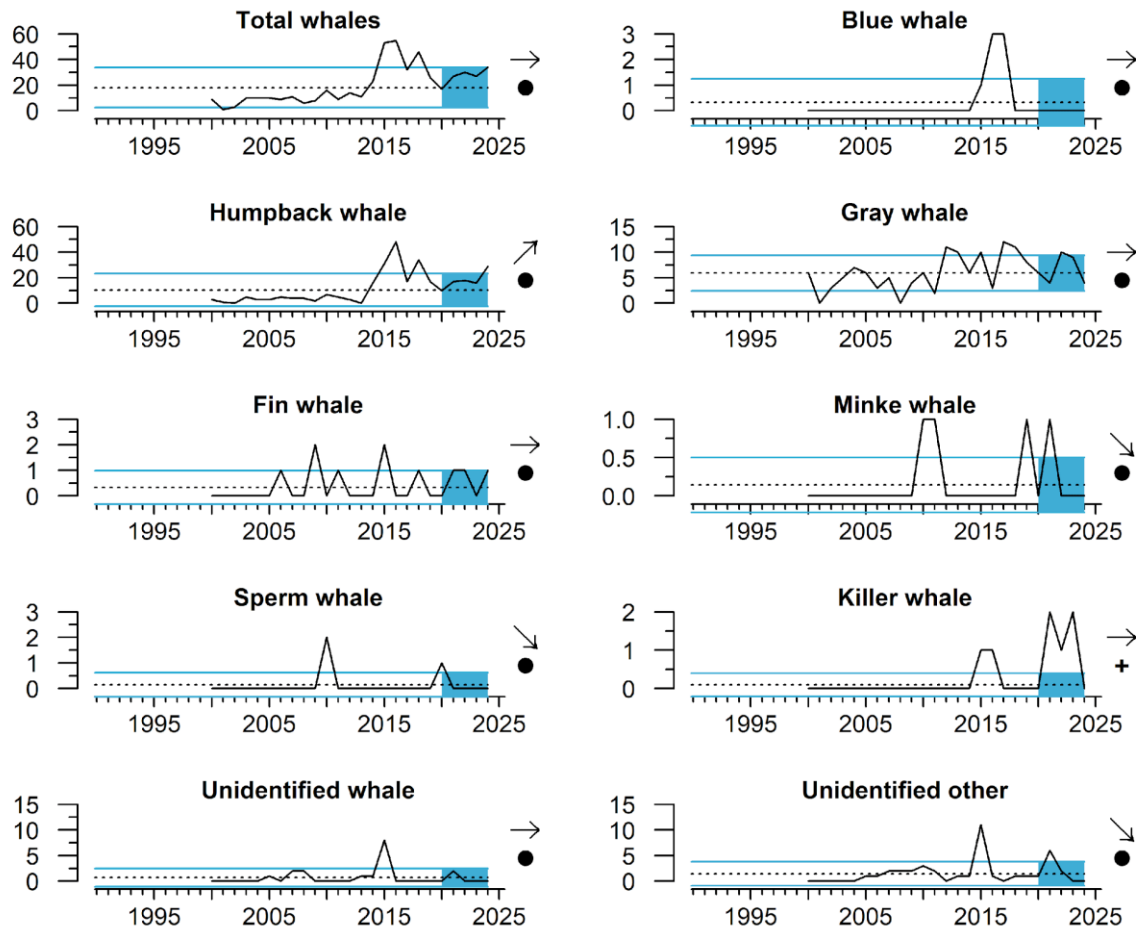 Total whales
60
40
20
0
1995 2005 2015 2025
Blue whale
3
2
1
0
1995 2005 2015 2025
Humpback whale
60
40
20
0
1995 2005 2015 2025
Gray whale
15
10
5
0
1995 2005 2015 2025
Fin whale
3
2
1
0
1995 2005 2015 2025
Minke whale
1.0
0.5
0.0
1995 2005 2015 2025
Sperm whale
3
2
1
0
1995 2005 2015 2025
Killer whale
2
1
0
+
1995 2005 2015 2025
Unidentified whale
15
10
5
0
1995 2005 2015 2025
Unidentified other
15
10
5
0
1995 2005 2015 2025